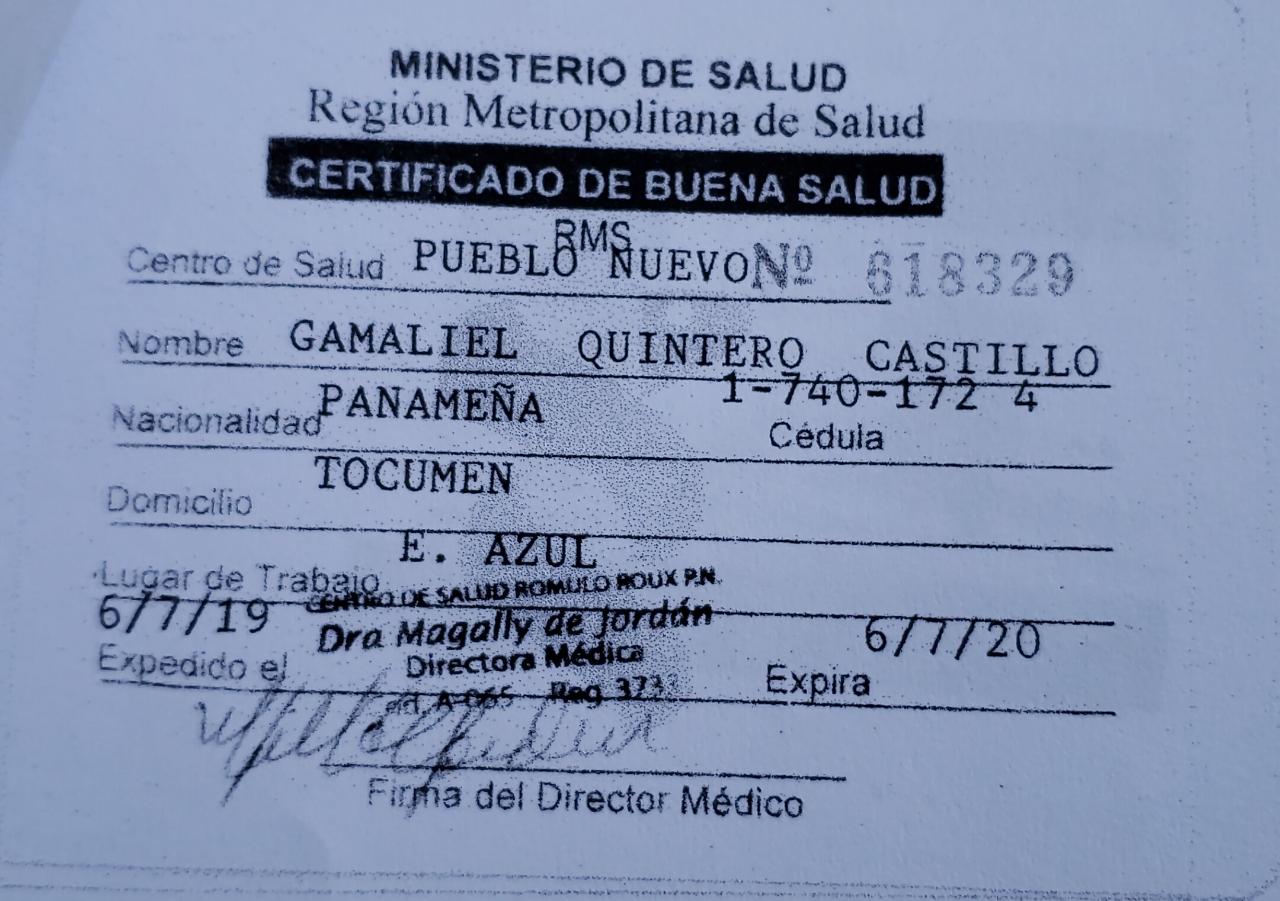 MINISTERIO DE SALUD
Región Metropolitana de Salud
CERTIFICADO DE BUENA SALUD
RMS
Centro de Salud PUEBLO NUEVO Nº 618329
Nombre GAMALIEL QUINTERO CASTILLO
Nacionalidad PANAMEÑA 1-740-172 4
Cédula
Domicilio TOCUMEN
Lugar de Trabajo E. AZUL
CENTRO DE SALUD ROMULO ROUX P.N.
6/7/19 Dra Magally de Jordán 6/7/20
Expedido el Directora Médica Expira
A-065 Reg. 373
Firma del Director Médico